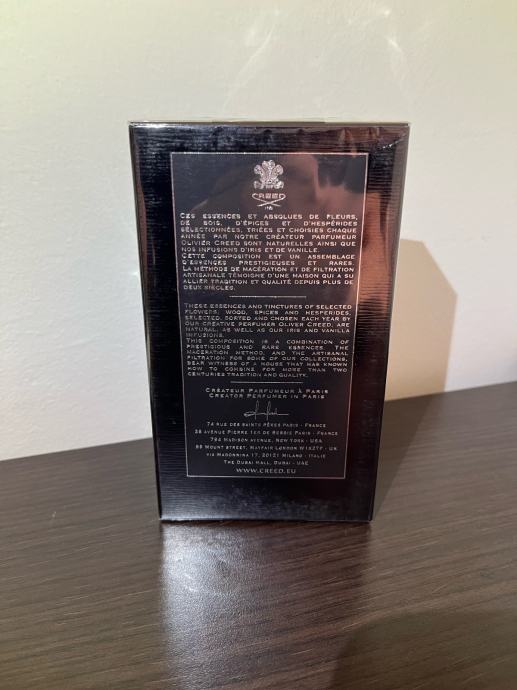 CREED
CES ESSENCES ET ABSOLUES DE FLEURS,
DE BOIS, D'ÉPICES ET D'HESPÉRIDES
SÉLECTIONNÉES, TRIÉES ET CHOISIES CHAQUE
ANNÉE PAR NOTRE CRÉATEUR PARFUMEUR
OLIVIER CREED SONT NATURELLES AINSI QUE
NOS INFUSIONS D'IRIS ET DE VANILLE.
CETTE COMPOSITION EST UN ASSEMBLAGE
D'ESSENCES PRESTIGIEUSES ET RARES.
LA MÉTHODE DE MACÉRATION ET DE FILTRATION
ARTISANALE TÉMOIGNE D'UNE MAISON QUI A SU
ALLIER TRADITION ET QUALITÉ DEPUIS PLUS DE
DEUX SIÈCLES.
THESE ESSENCES AND TINCTURES OF SELECTED
FLOWERS, WOOD, SPICES AND HESPERIDES,
SELECTED, SORTED AND CHOSEN EACH YEAR BY
OUR CREATIVE PERFUMER OLIVER CREED, ARE
NATURAL, AS WELL AS OUR IRIS AND VANILLA
INFUSIONS.
THIS COMPOSITION IS A COMBINATION OF
PRESTIGIOUS AND RARE ESSENCES. THE
MACERATION METHOD, AND THE ARTISANAL
FILTRATION FOR SOME OF OUR COLLECTIONS,
BEAR WITNESS OF A HOUSE THAT HAS KNOWN
HOW TO COMBINE FOR MORE THAN TWO
CENTURIES TRADITION AND QUALITY.
CRÉATEUR PARFUMEUR À PARIS
CREATOR PERFUMER IN PARIS
74 RUE DES SAINTS PÈRES PARIS - FRANCE
38 AVENUE PIERRE 1ER DE SERBIE PARIS - FRANCE
794 MADISON AVENUE, NEW YORK - USA
99 MOUNT STREET, MAYFAIR LONDON W1K2TF - UK
VIA MADONNINA 17, 20121 MILANO - ITALIE
THE DUBAI MALL, DUBAI - UAE
WWW.CREED.EU